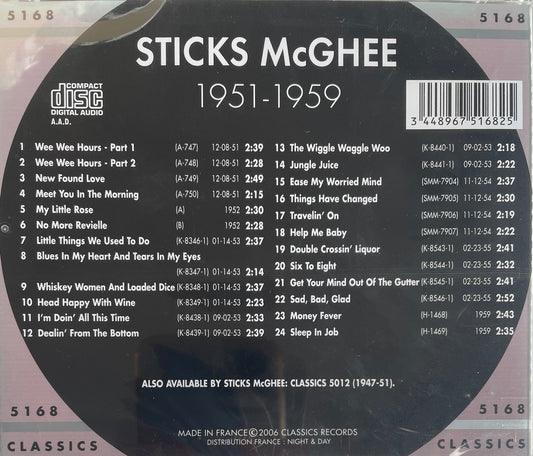 5168 5168
STICKS McGHEE
1951-1959
COMPACT
disc
DIGITAL AUDIO
A.A.D.
3 448967 516825
1 Wee Wee Hours - Part 1 (A-747) 12-08-51 2:39
2 Wee Wee Hours - Part 2 (A-748) 12-08-51 2:28
3 New Found Love (A-749) 12-08-51 2:49
4 Meet You In The Morning (A-750) 12-08-51 2:15
5 My Little Rose (A) 1952 2:30
6 No More Revielle (B) 1952 2:28
7 Little Things We Used To Do (K-8346-1) 01-14-53 2:37
8 Blues In My Heart And Tears In My Eyes
(K-8347-1) 01-14-53 2:14
9 Whiskey Women And Loaded Dice (K-8348-1) 01-14-53 2:37
10 Head Happy With Wine (K-8349-1) 01-14-53 2:23
11 I'm Doin' All This Time (K-8438-1) 09-02-53 2:33
12 Dealin' From The Bottom (K-8439-1) 09-02-53 2:39
13 The Wiggle Waggle Woo (K-8440-1) 09-02-53 2:18
14 Jungle Juice (K-8441-1) 09-02-53 2:22
15 Ease My Worried Mind (SMM-7904) 11-12-54 2:37
16 Things Have Changed (SMM-7905) 11-12-54 2:30
17 Travelin' On (SMM-7906) 11-12-54 2:19
18 Help Me Baby (SMM-7907) 11-12-54 2:22
19 Double Crossin' Liquor (K-8543-1) 02-23-55 2:41
20 Six To Eight (K-8544-1) 02-23-55 2:32
21 Get Your Mind Out Of The Gutter (K-8545-1) 02-23-55 2:41
22 Sad, Bad, Glad (K-8546-1) 02-23-55 2:52
23 Money Fever (H-1468) 1959 2:43
24 Sleep In Job (H-1469) 1959 2:35
ALSO AVAILABLE BY STICKS McGHEE: CLASSICS 5012 (1947-51).
5168 5168
MADE IN FRANCE ℗© 2006 CLASSICS RECORDS
DISTRIBUTION FRANCE : NIGHT & DAY
CLASSICS CLASSICS